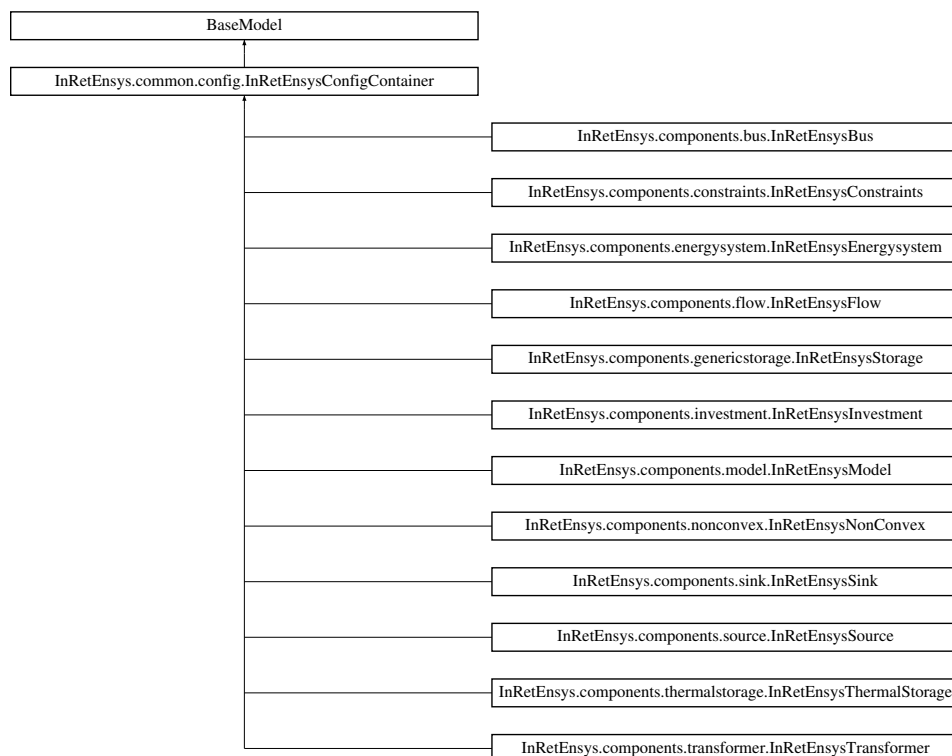 BaseModel
InRetEnsys.common.config.InRetEnsysConfigContainer
InRetEnsys.components.bus.InRetEnsysBus
InRetEnsys.components.constraints.InRetEnsysConstraints
InRetEnsys.components.energysystem.InRetEnsysEnergysystem
InRetEnsys.components.flow.InRetEnsysFlow
InRetEnsys.components.genericstorage.InRetEnsysStorage
InRetEnsys.components.investment.InRetEnsysInvestment
InRetEnsys.components.model.InRetEnsysModel
InRetEnsys.components.nonconvex.InRetEnsysNonConvex
InRetEnsys.components.sink.InRetEnsysSink
InRetEnsys.components.source.InRetEnsysSource
InRetEnsys.components.thermalstorage.InRetEnsysThermalStorage
InRetEnsys.components.transformer.InRetEnsysTransformer